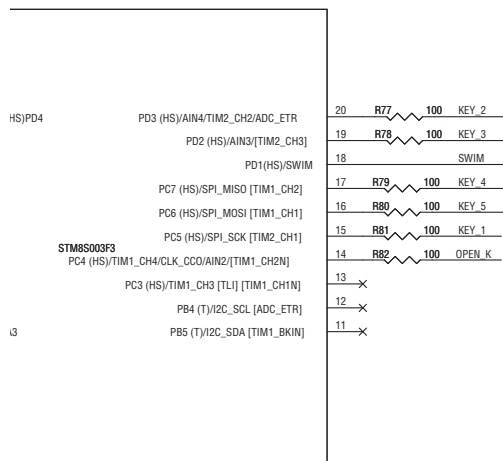 20 R77 100 KEY_2
HS)PD4 PD3 (HS)/AIN4/TIM2_CH2/ADC_ETR
19 R78 100 KEY_3
PD2 (HS)/AIN3/[TIM2_CH3]
18 SWIM
PD1(HS)/SWIM
17 R79 100 KEY_4
PC7 (HS)/SPI_MISO [TIM1_CH2]
16 R80 100 KEY_5
PC6 (HS)/SPI_MOSI [TIM1_CH1]
15 R81 100 KEY_1
PC5 (HS)/SPI_SCK [TIM2_CH1]
STM8S003F3
14 R82 100 OPEN_K
PC4 (HS)/TIM1_CH4/CLK_CCO/AIN2/[TIM1_CH2N]
13
PC3 (HS)/TIM1_CH3 [TLI] [TIM1_CH1N]
12
PB4 (T)/I2C_SCL [ADC_ETR]
11
A3 PB5 (T)/I2C_SDA [TIM1_BKIN]